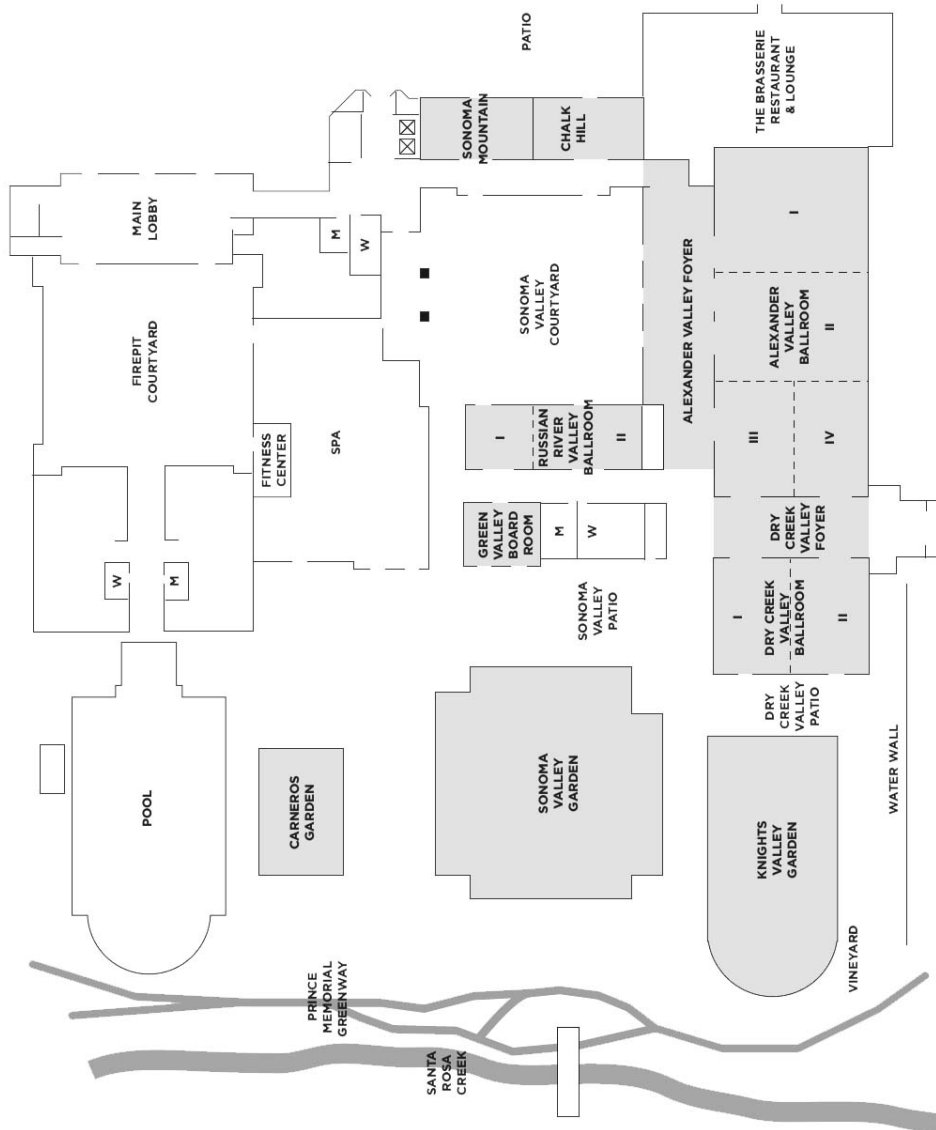 PATIO
THE BRASSERIE
RESTAURANT
& LOUNGE
SONOMA
MOUNTAIN
CHALK
HILL
MAIN
LOBBY
M
W
I
SONOMA
VALLEY
COURTYARD
ALEXANDER VALLEY FOYER
ALEXANDER
VALLEY
BALLROOM
II
FIREPIT
COURTYARD
FITNESS
CENTER
SPA
I
RUSSIAN
RIVER
VALLEY
BALLROOM
II
III
IV
GREEN
VALLEY
BOARD
ROOM
M
W
DRY
CREEK
VALLEY
FOYER
W
M
SONOMA
VALLEY
PATIO
I
DRY CREEK
VALLEY
BALLROOM
II
DRY
CREEK
VALLEY
PATIO
POOL
CARNEROS
GARDEN
SONOMA
VALLEY
GARDEN
KNIGHTS
VALLEY
GARDEN
WATER WALL
VINEYARD
PRINCE
MEMORIAL
GREENWAY
SANTA
ROSA
CREEK